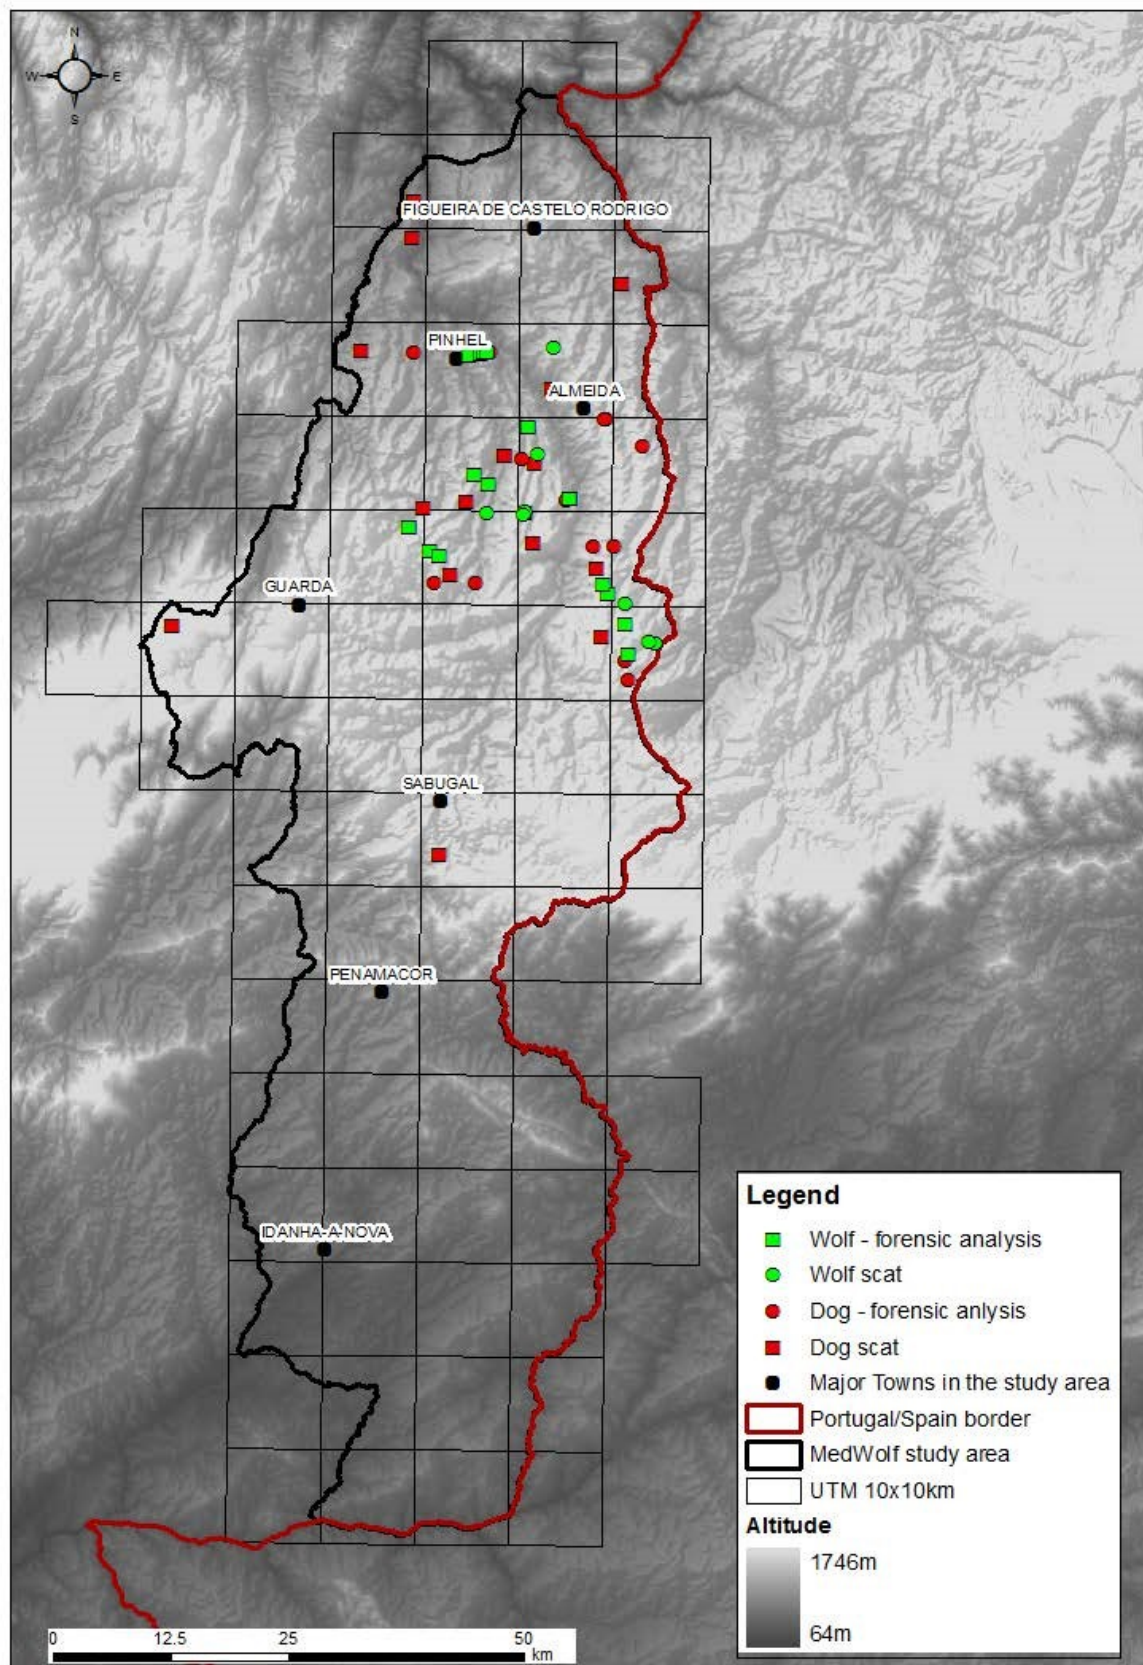 N
W E
S
FIGUEIRA DE CASTELO RODRIGO
PINHEL
ALMEIDA
GUARDA
SABUGAL
PENAMACOR
IDANHA-A-NOVA
Legend
Wolf - forensic analysis
Wolf scat
Dog - forensic anlysis
Dog scat
Major Towns in the study area
Portugal/Spain border
MedWolf study area
UTM 10x10km
Altitude
1746m
64m
0 12.5 25 50
km